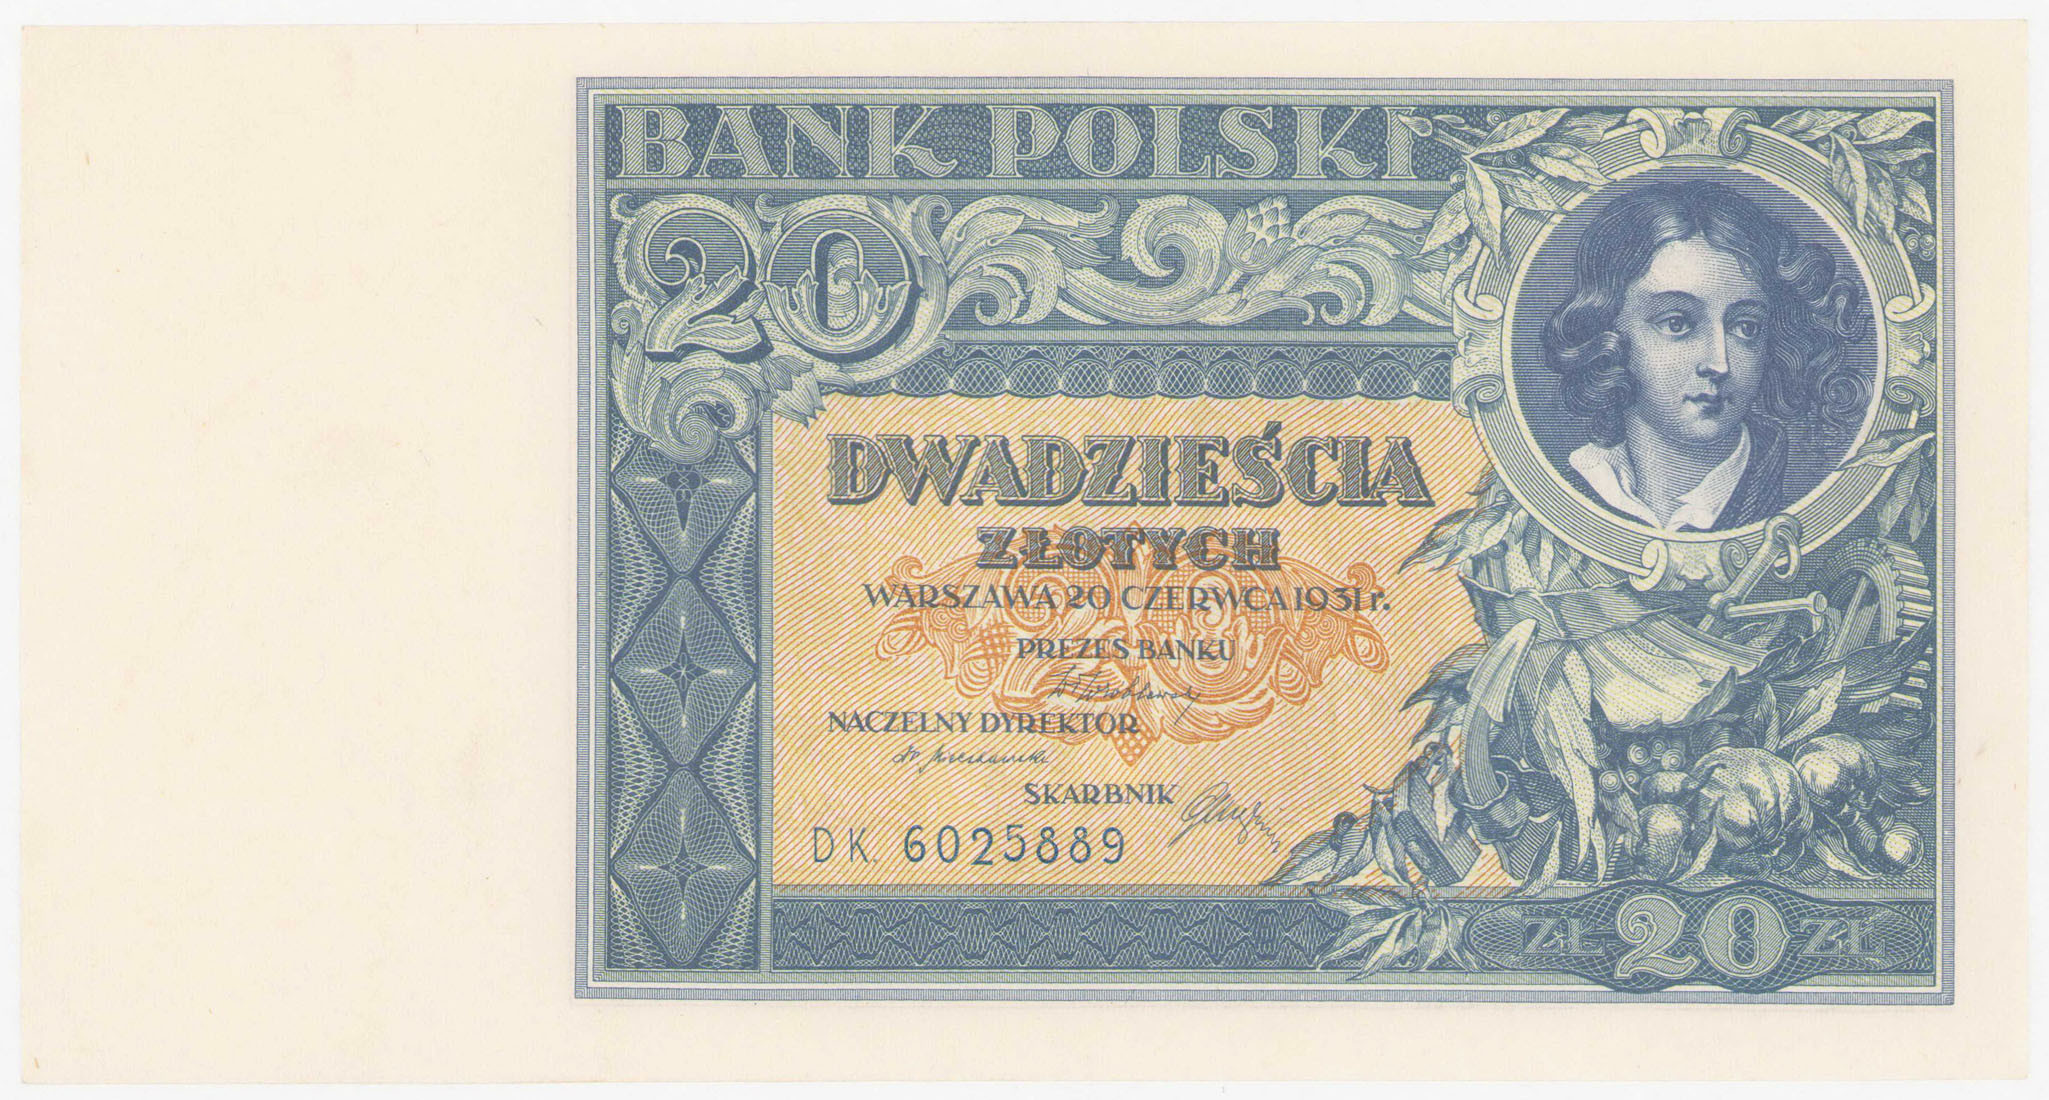 BANK POLSKI
20
DWADZIEŚCIA
ZŁOTYCH
WARSZAWA 20 CZERWCA 1931 r.
PREZES BANKU
NACZELNY DYREKTOR
SKARBNIK
DK. 6025889
ZŁ 20 ZŁ